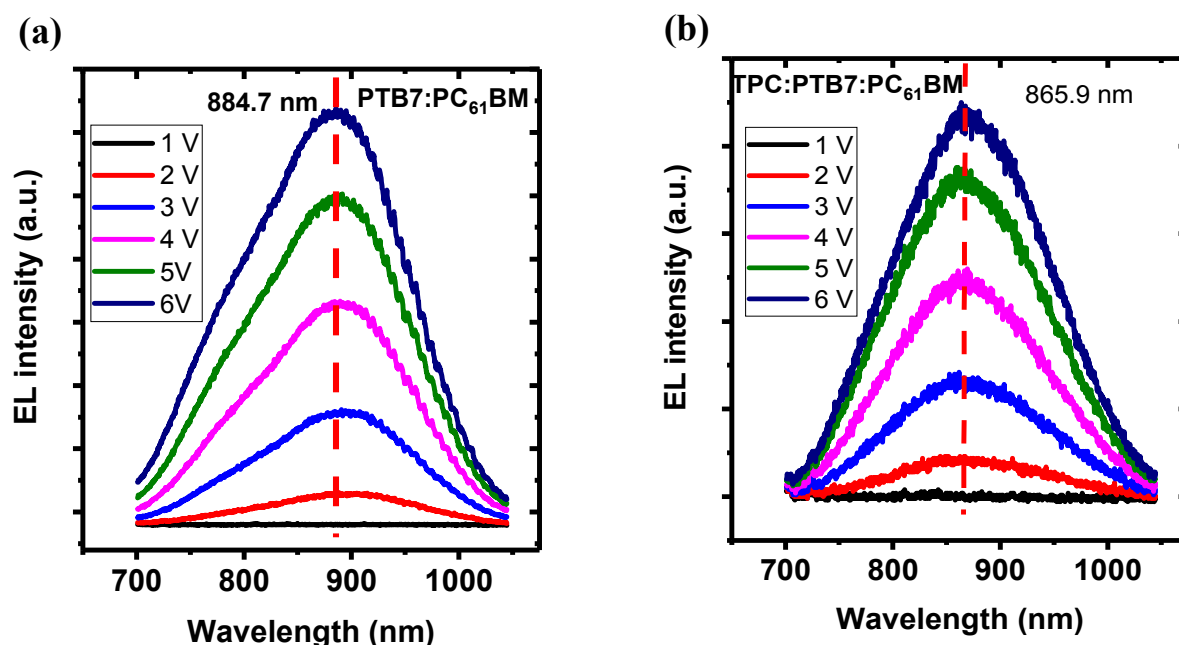 (a)
884.7 nm
PTB7:PC61BM
1 V
2 V
3 V
4 V
5V
6V
EL intensity (a.u.)
700 800 900 1000
Wavelength (nm)
(b)
TPC:PTB7:PC61BM
865.9 nm
1 V
2 V
3 V
4 V
5 V
6 V
EL intensity (a.u.)
700 800 900 1000
Wavelength (nm)